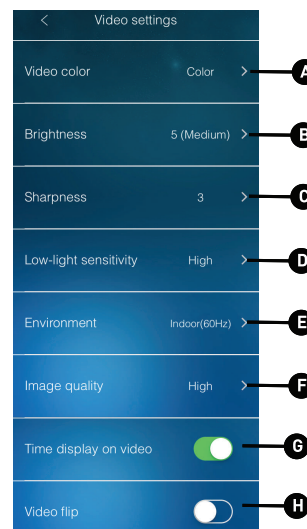 Video settings
Video color Color A
Brightness 5 (Medium) B
Sharpness 3 C
Low-light sensitivity High D
Environment Indoor(60Hz) E
Image quality High F
Time display on video G
Video flip H